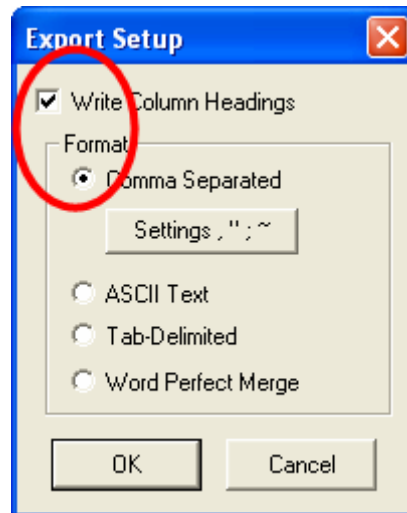 Export Setup
Write Column Headings
Format
Comma Separated
Settings , " ; ~
ASCII Text
Tab-Delimited
Word Perfect Merge
OK
Cancel